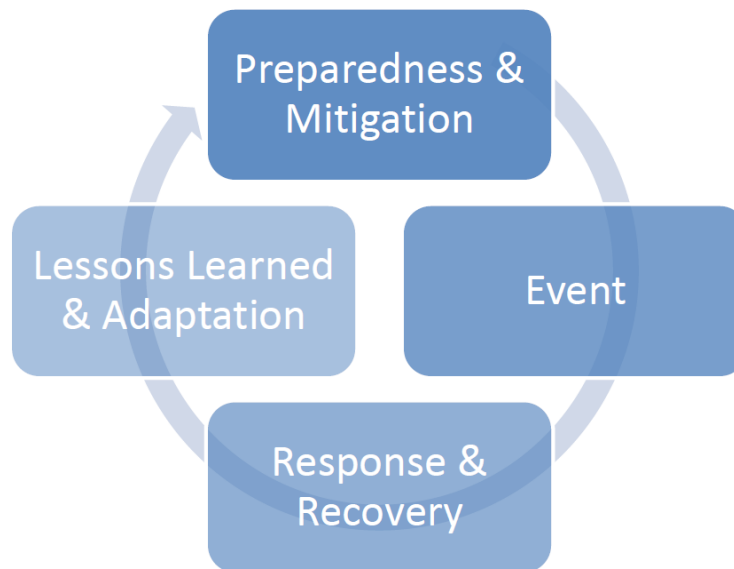 Preparedness &
Mitigation
Lessons Learned
& Adaptation
Event
Response &
Recovery